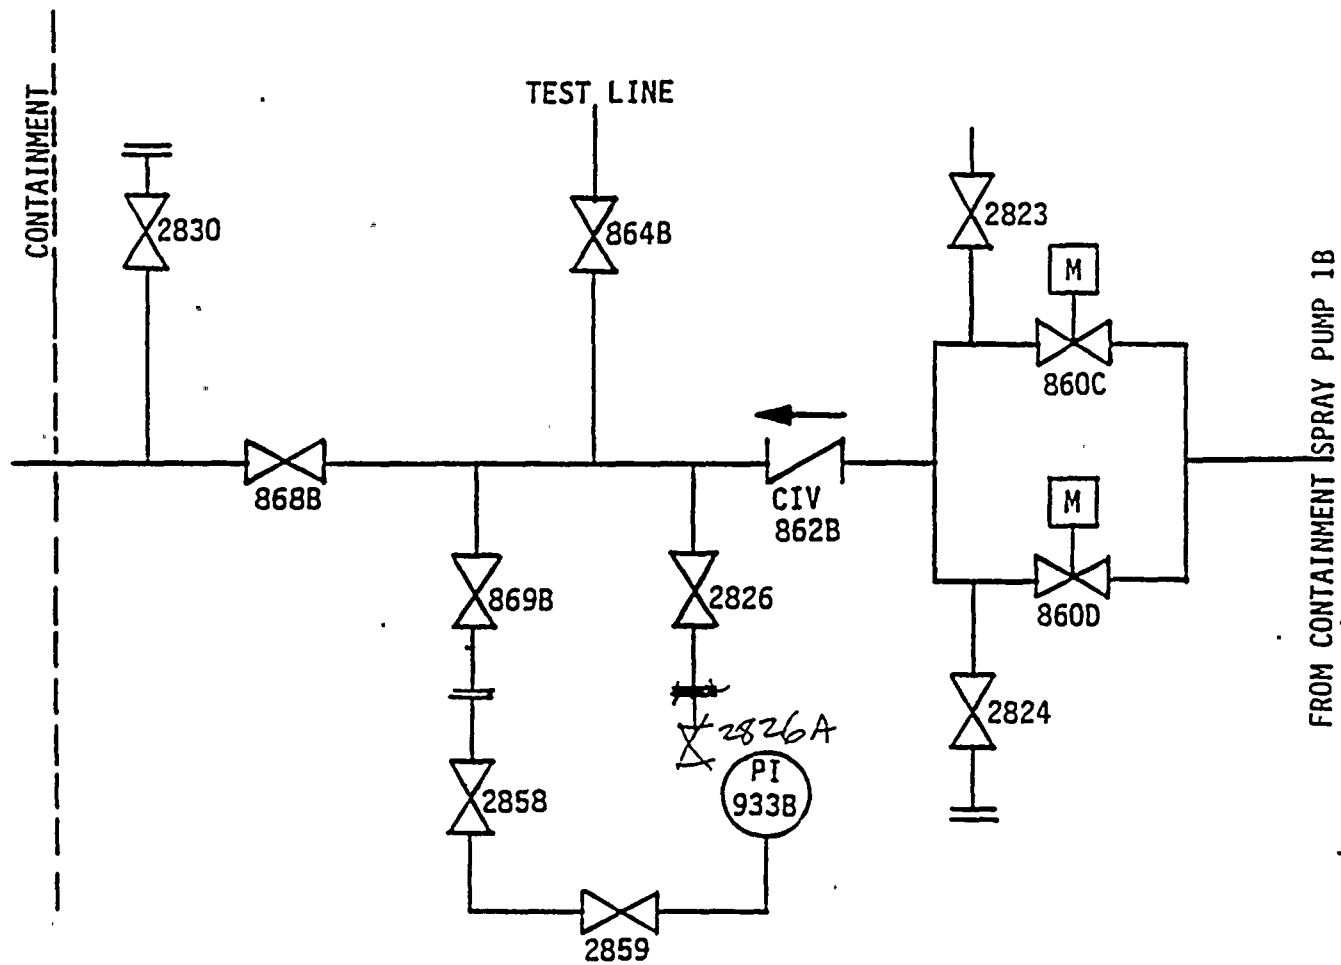 CONTAINMENT
TEST LINE
2830
864B
2823
M
860C
868B
CIV
862B
M
860D
869B
2826
2824
2826A
PI
933B
2858
2859
FROM CONTAINMENT SPRAY PUMP 1B